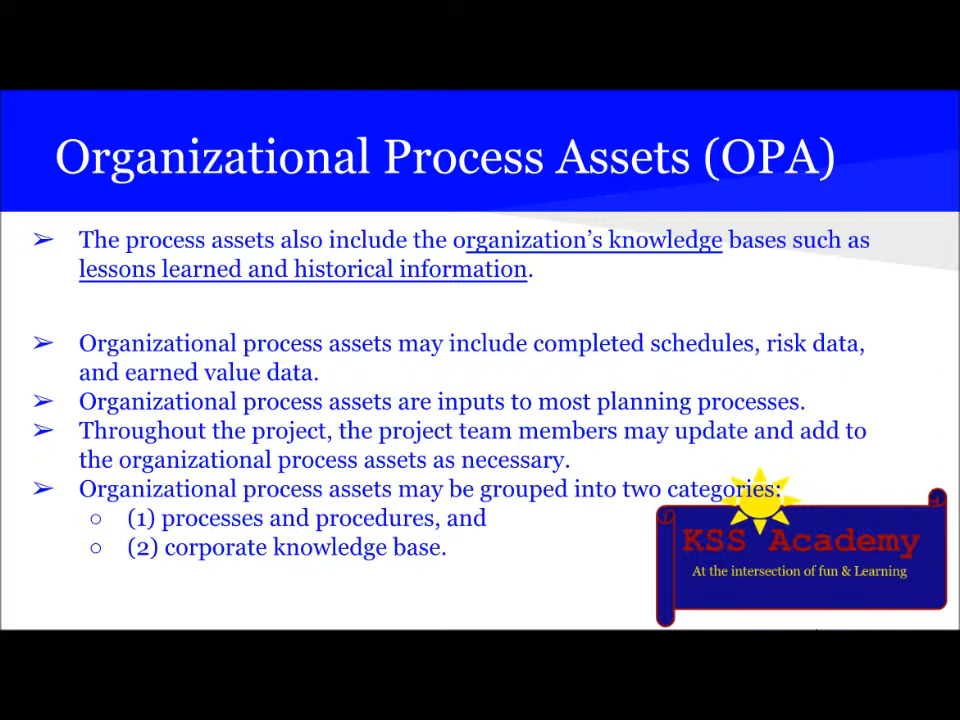 Organizational Process Assets (OPA)
➢ The process assets also include the organization’s knowledge bases such as
lessons learned and historical information.
➢ Organizational process assets may include completed schedules, risk data,
and earned value data.
➢ Organizational process assets are inputs to most planning processes.
➢ Throughout the project, the project team members may update and add to
the organizational process assets as necessary.
➢ Organizational process assets may be grouped into two categories:
○ (1) processes and procedures, and
○ (2) corporate knowledge base.
KSS Academy
At the intersection of fun & Learning